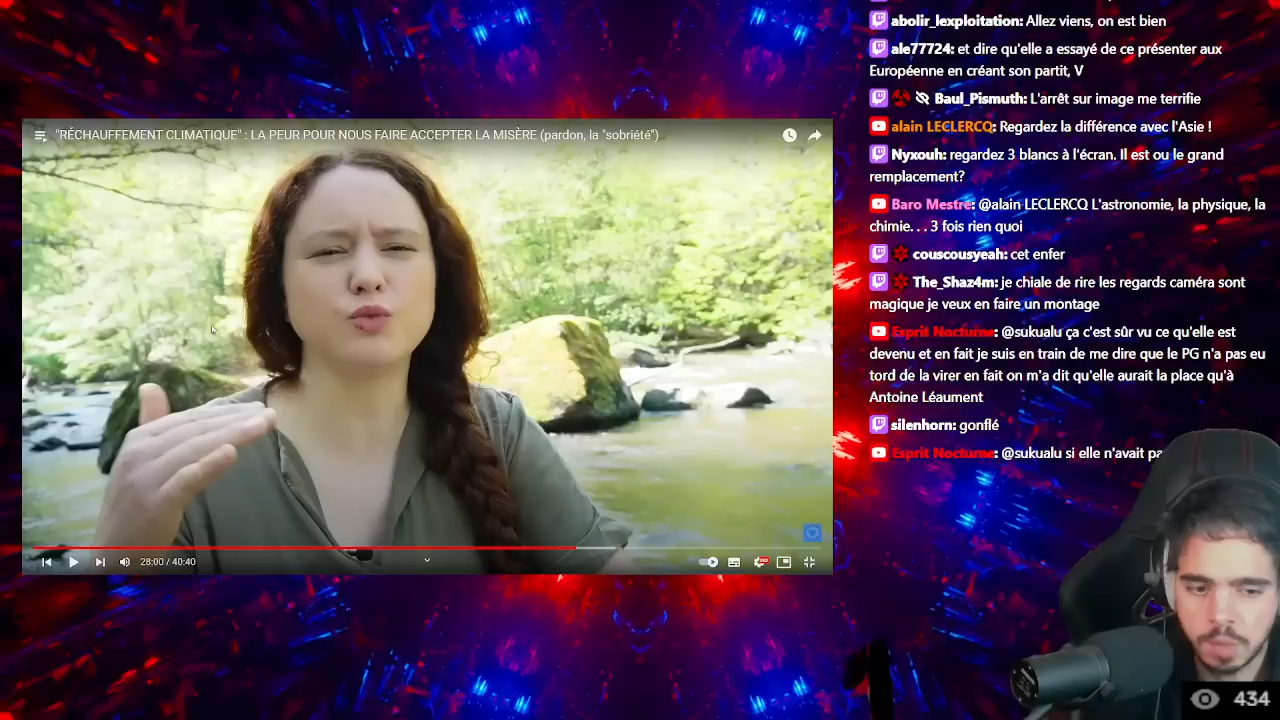 "RÉCHAUFFEMENT CLIMATIQUE" : LA PEUR POUR NOUS FAIRE ACCEPTER LA MISÈRE (pardon, la "sobriété")
28:00 / 40:40
abolir_lexploitation: Allez viens, on est bien
ale77724: et dire qu'elle a essayé de ce présenter aux
Européenne en créant son parti, V
Baul_Pismuth: L'arrêt sur image me terrifie
alain LECLERCQ: Regardez la différence avec l'Asie !
Nyxouh: regardez 3 blancs à l'écran. Il est ou le grand
remplacement?
Baro Mestre: @alain LECLERCQ L'astronomie, la physique, la
chimie. . . 3 fois rien quoi
couscousyeah: cet enfer
The_Shaz4m: je chiale de rire les regards caméra sont
magique je veux en faire un montage
Esprit Nocturne: @sukualu ça c'est sûr vu ce qu'elle est
devenu et en fait je suis en train de me dire que le PG n'a pas eu
tord de la virer en fait on m'a dit qu'elle aurait la place qu'à
Antoine Léaument
silenhorn: gonflé
Esprit Nocturne: @sukualu si elle n'avait pa
434